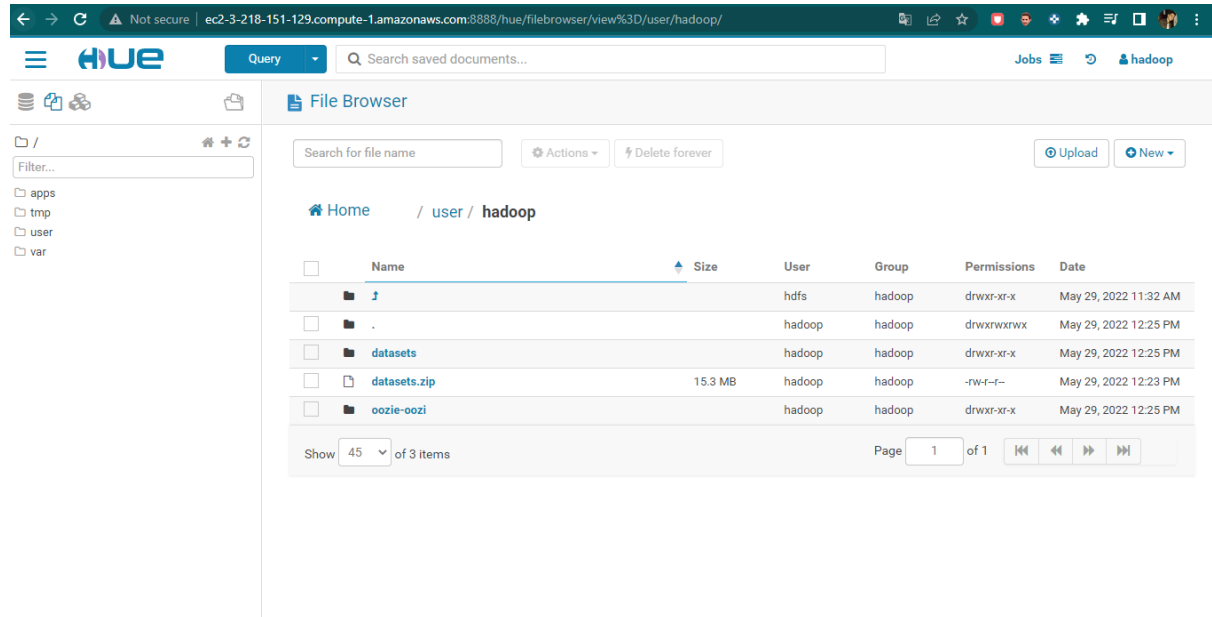 Not secure ec2-3-218-151-129.compute-1.amazonaws.com:8888/hue/filebrowser/view%3D/user/hadoop/
HUE Query Search saved documents... Jobs hadoop
File Browser
/
Filter...
apps
tmp
user
var
Search for file name Actions Delete forever Upload New
Home / user / hadoop
Name Size User Group Permissions Date
hdfs hadoop drwxr-xr-x May 29, 2022 11:32 AM
. hadoop hadoop drwxrwxrwx May 29, 2022 12:25 PM
datasets hadoop hadoop drwxr-xr-x May 29, 2022 12:25 PM
datasets.zip 15.3 MB hadoop hadoop -rw-r--r-- May 29, 2022 12:23 PM
oozie-oozi hadoop hadoop drwxr-xr-x May 29, 2022 12:25 PM
Show 45 of 3 items Page 1 of 1